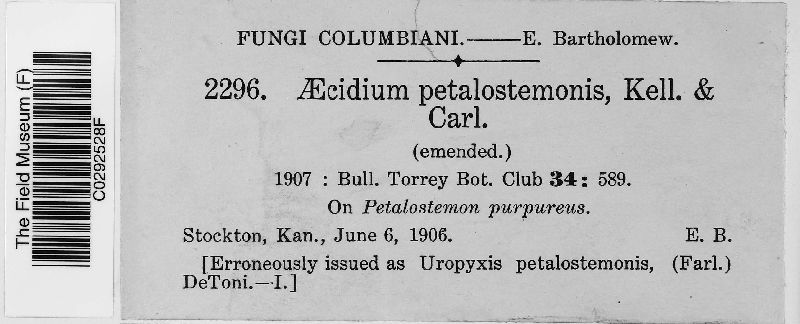 FUNGI COLUMBIANI.——E. Bartholomew.
2296. Æcidium petalostemonis, Kell. &
Carl.
(emended.)
1907 : Bull. Torrey Bot. Club 34: 589.
On Petalostemon purpureus.
Stockton, Kan., June 6, 1906. E. B.
[Erroneously issued as Uropyxis petalostemonis, (Farl.)
DeToni.—I.]
The Field Museum (F)
C0292528F